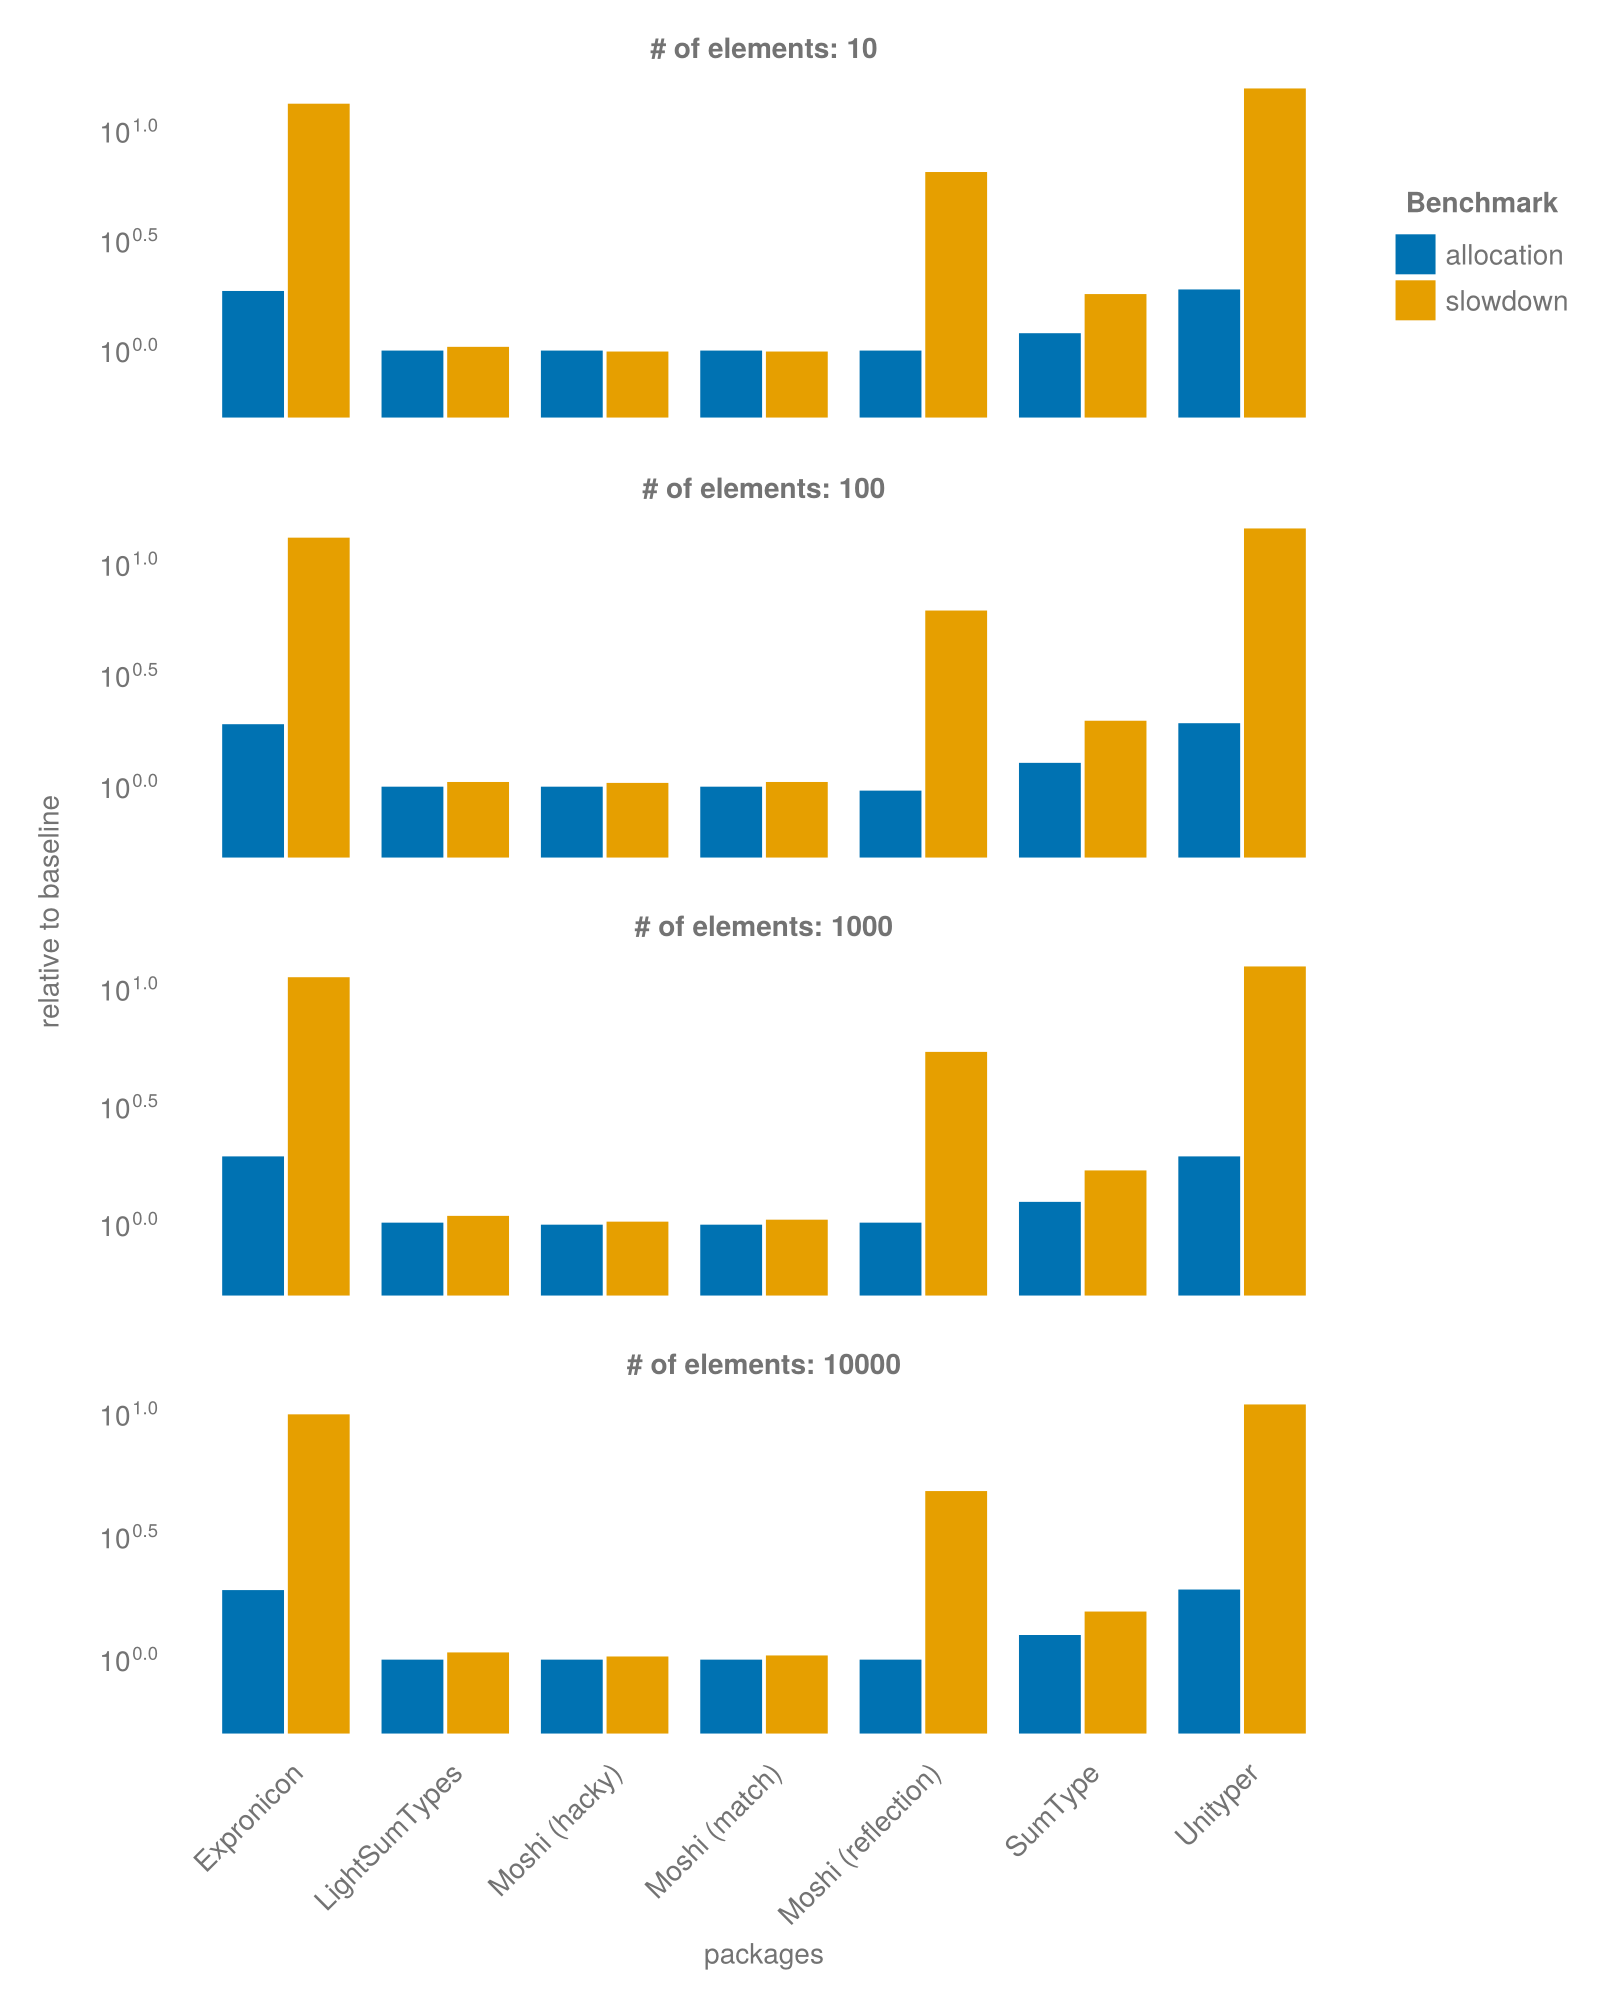 # of elements: 10
10^1.0
10^0.5
10^0.0
Benchmark
allocation
slowdown
# of elements: 100
10^1.0
10^0.5
10^0.0
relative to baseline
# of elements: 1000
10^1.0
10^0.5
10^0.0
# of elements: 10000
10^1.0
10^0.5
10^0.0
Expronicon
LightSumTypes
Moshi (hacky)
Moshi (match)
Moshi (reflection)
SumType
Unityper
packages